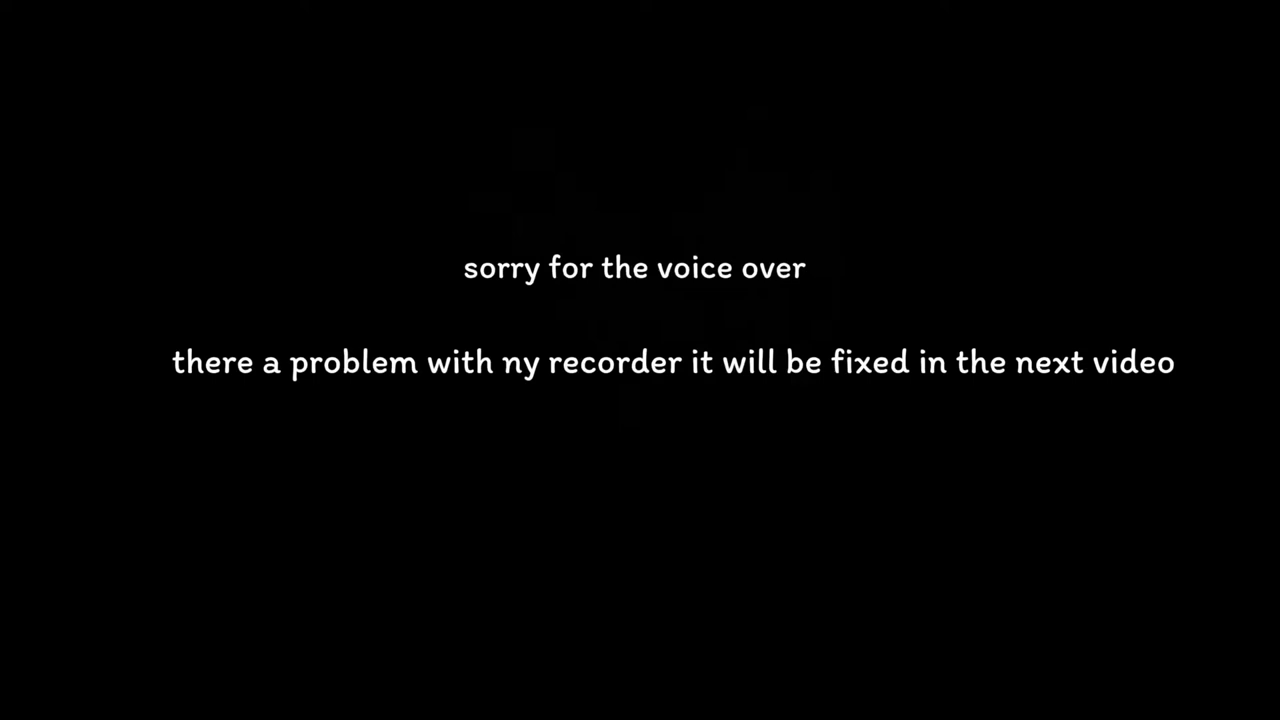 sorry for the voice over
there a problem with ny recorder it will be fixed in the next video